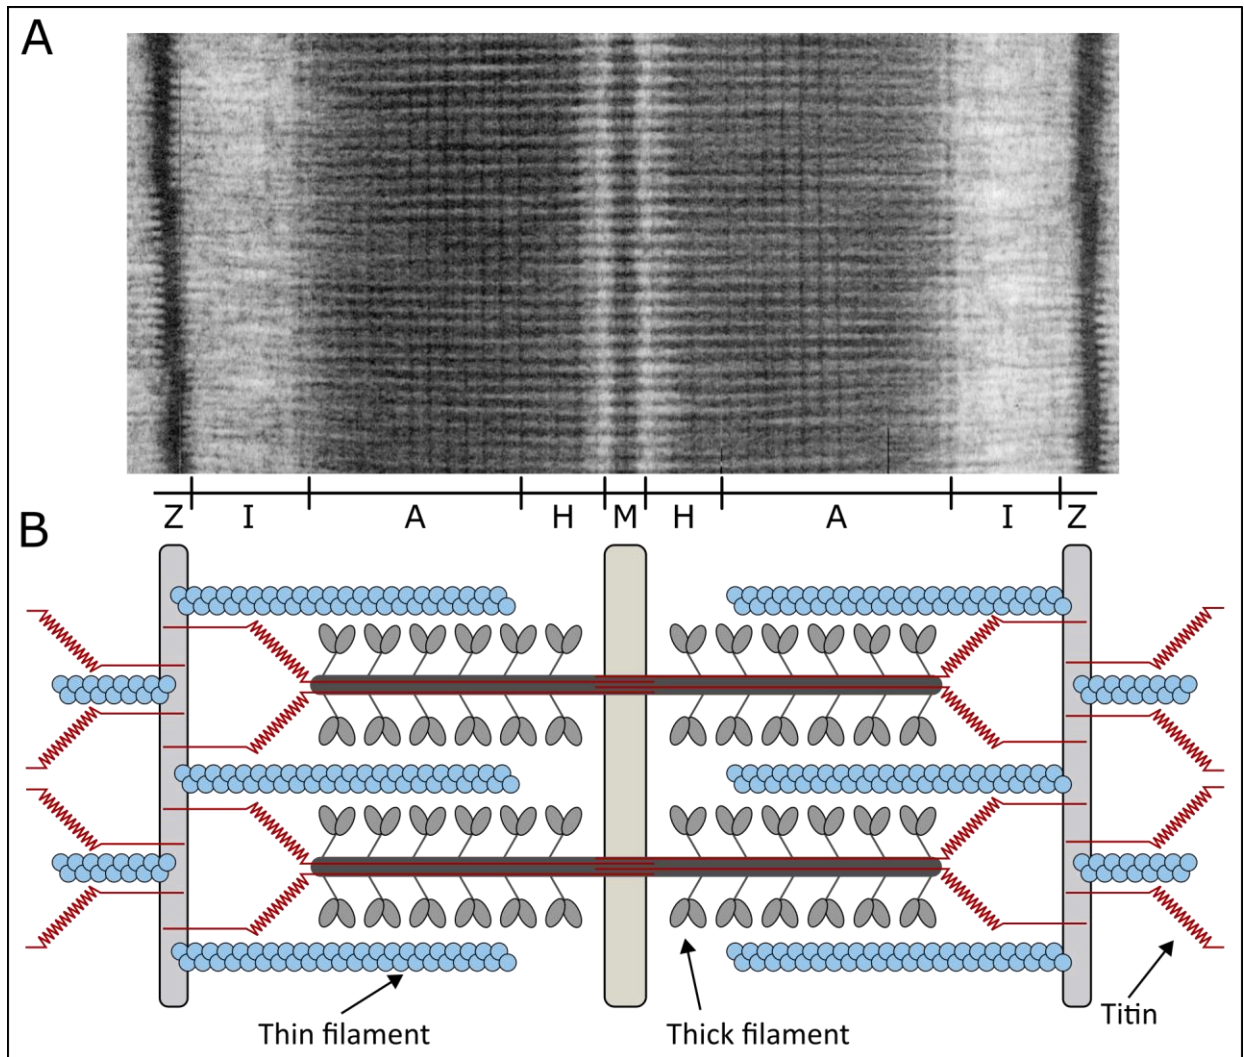 A
Z I A H M H A I Z
B
Thin filament
Thick filament
Titin